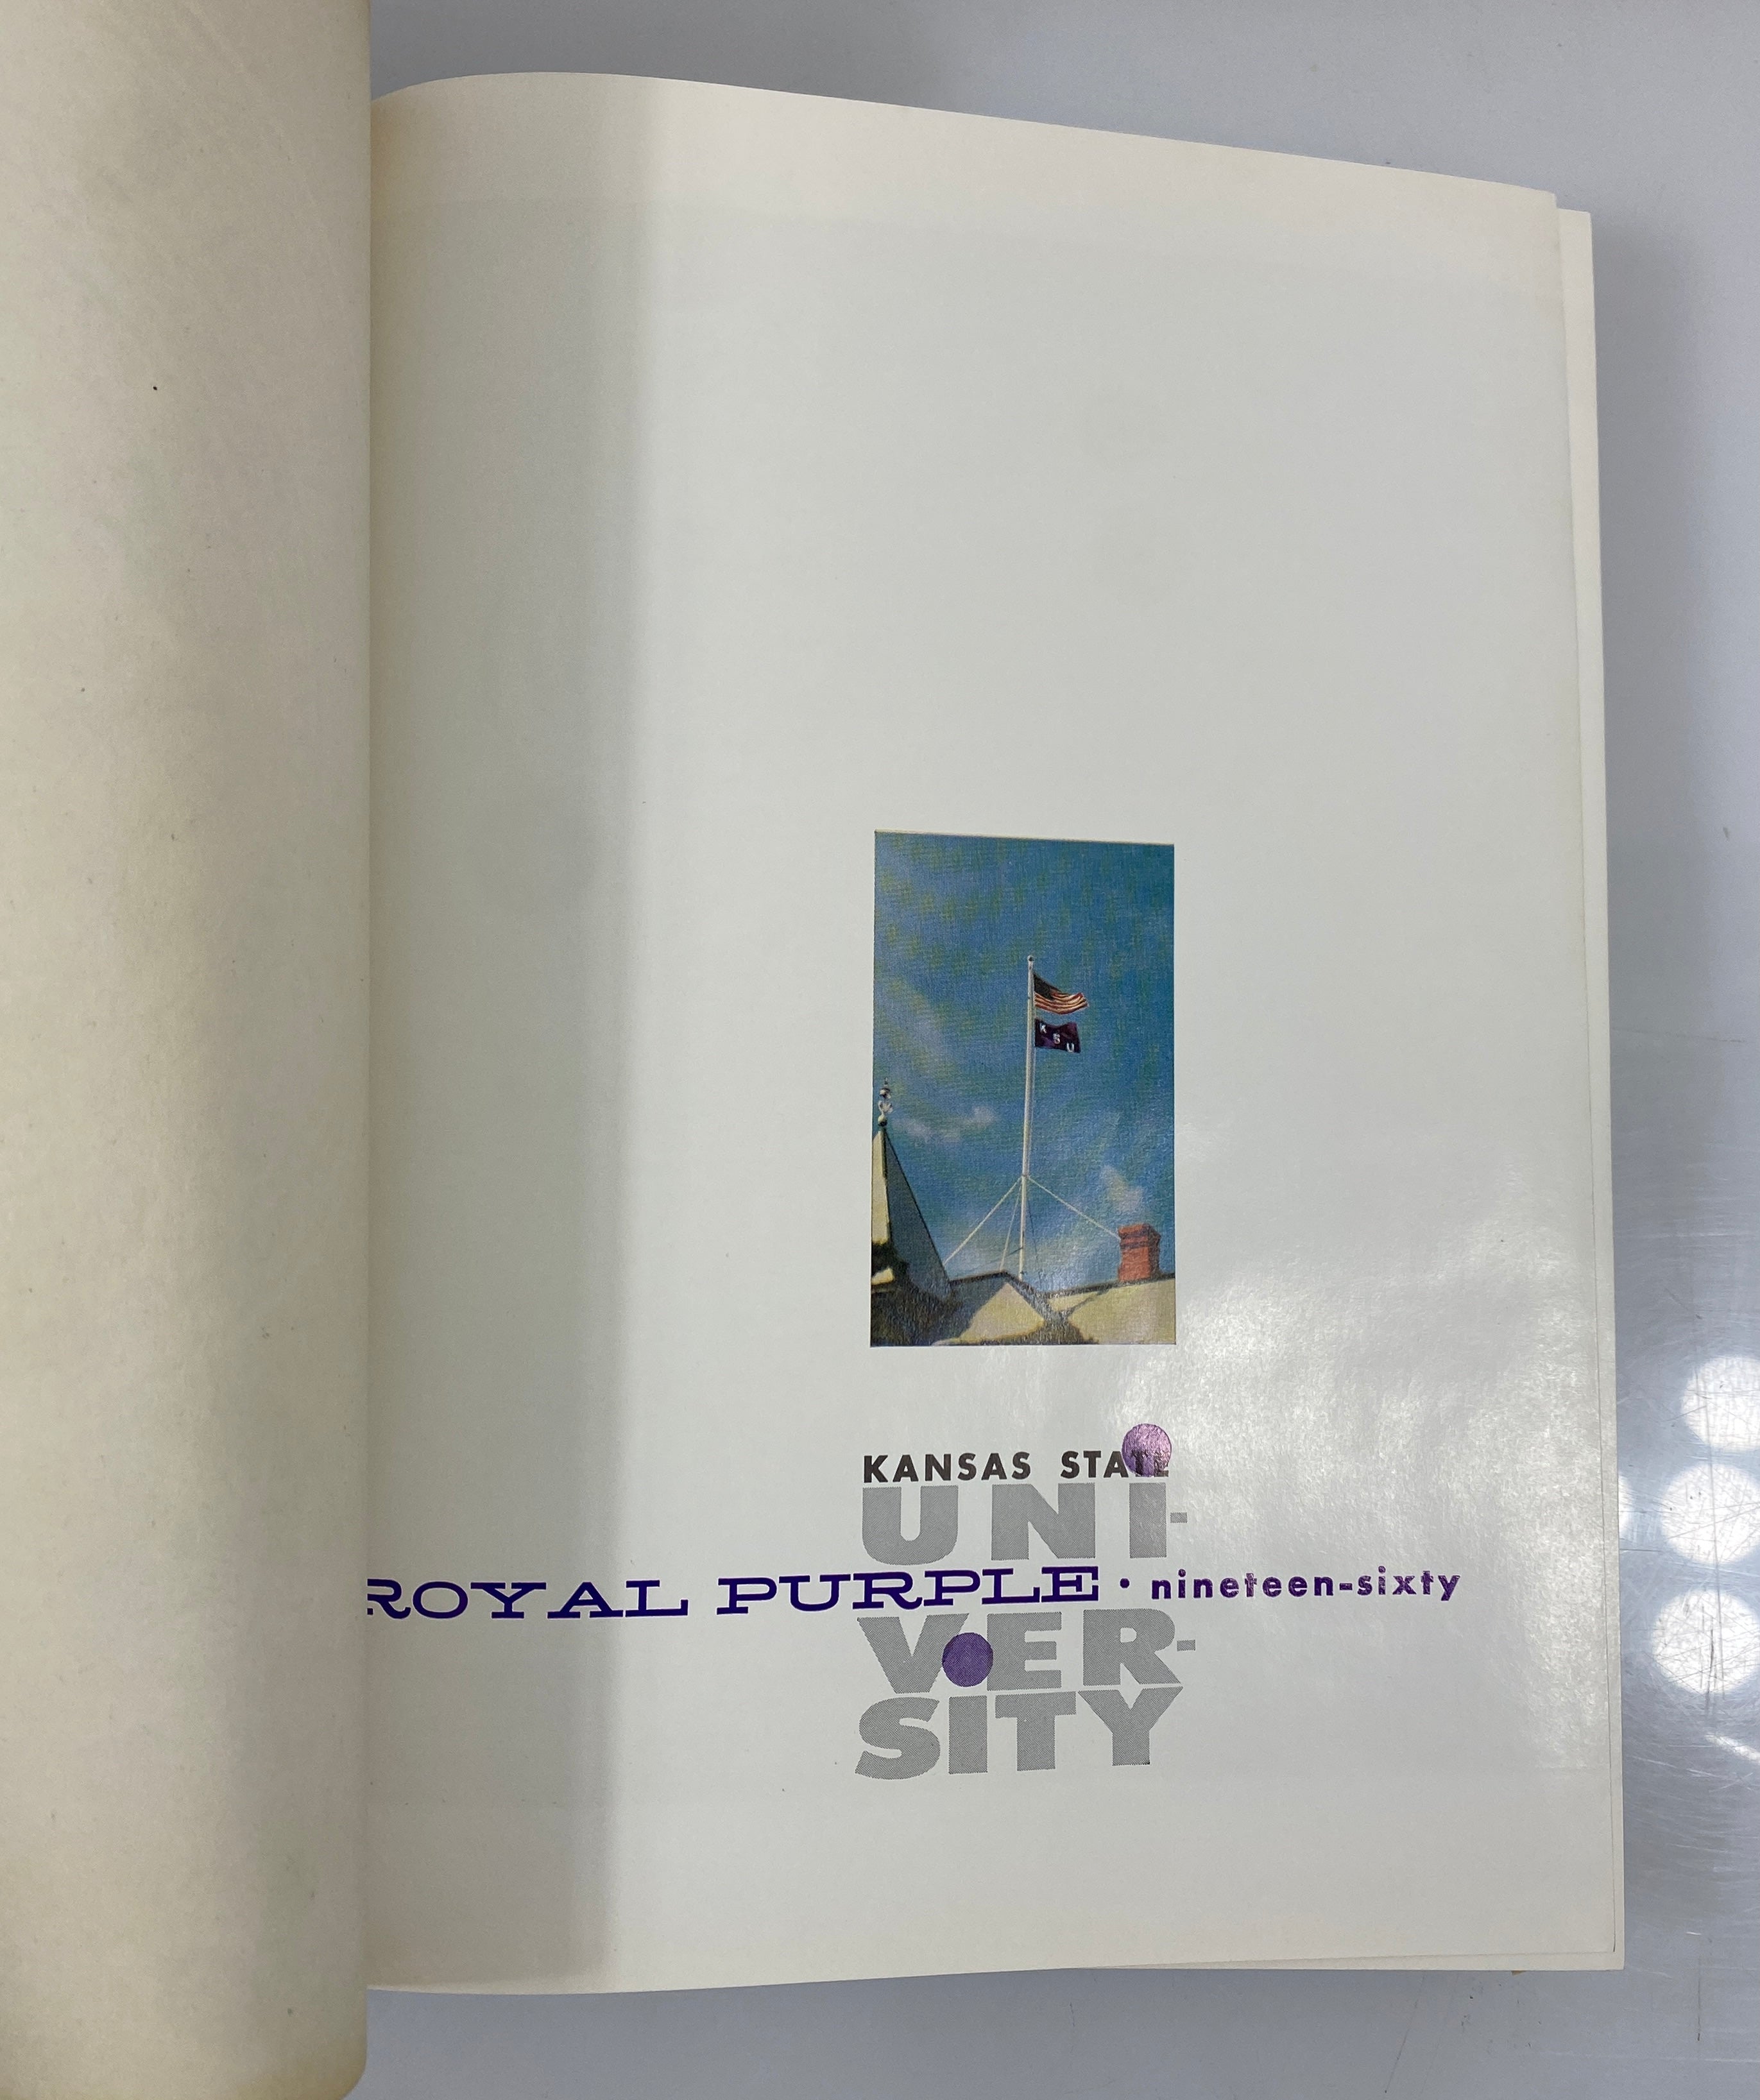 K S U
KANSAS STATE
UNI-
ROYAL PURPLE • nineteen-sixty
VER-
SITY